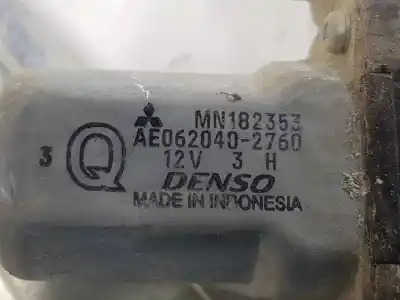 MN182353
AE062040-2760
3 Q 12V 3 H
DENSO
MADE IN INDONESIA